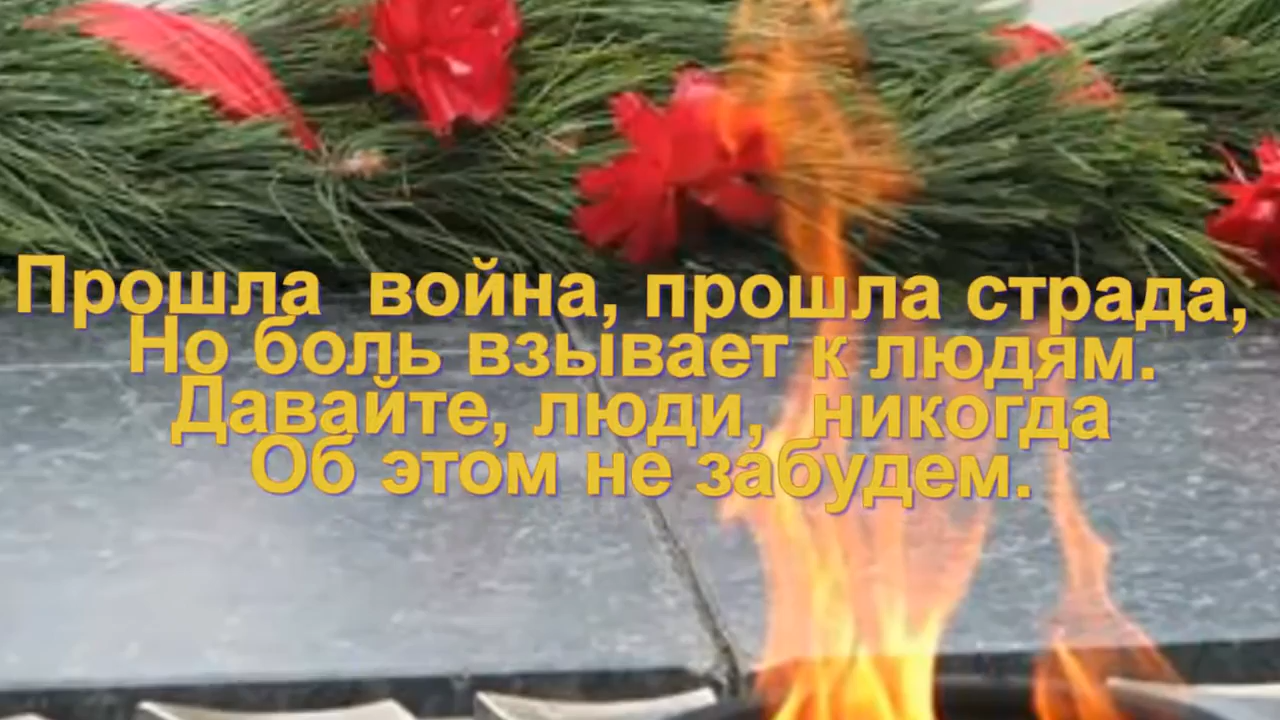 Прошла война, прошла страда,
Но боль взывает к людям.
Давайте, люди, никогда
Об этом не забудем.